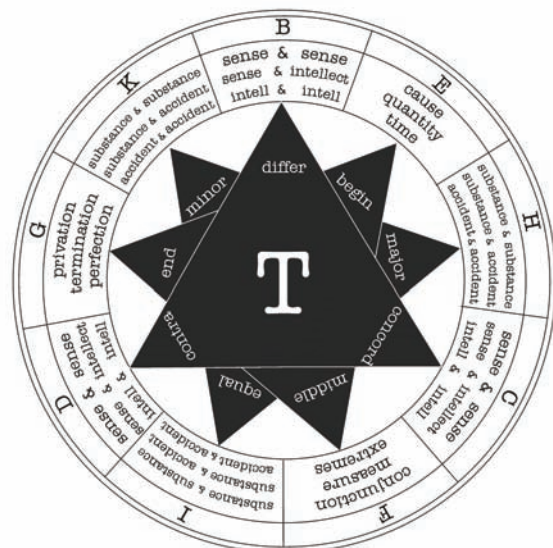 B
sense & sense
sense & intellect
intell & intell
E
cause
quantity
time
H
substance & substance
substance & accident
accident & accident
C
sense & sense
sense & intellect
intell & intell
F
conjunction
measure
extremes
I
substance & substance
substance & accident
accident & accident
D
sense & sense
sense & intellect
intell & intell
G
privation
termination
perfection
K
substance & substance
substance & accident
accident & accident
differ
begin
major
concord
middle
equal
contra
end
minor
T